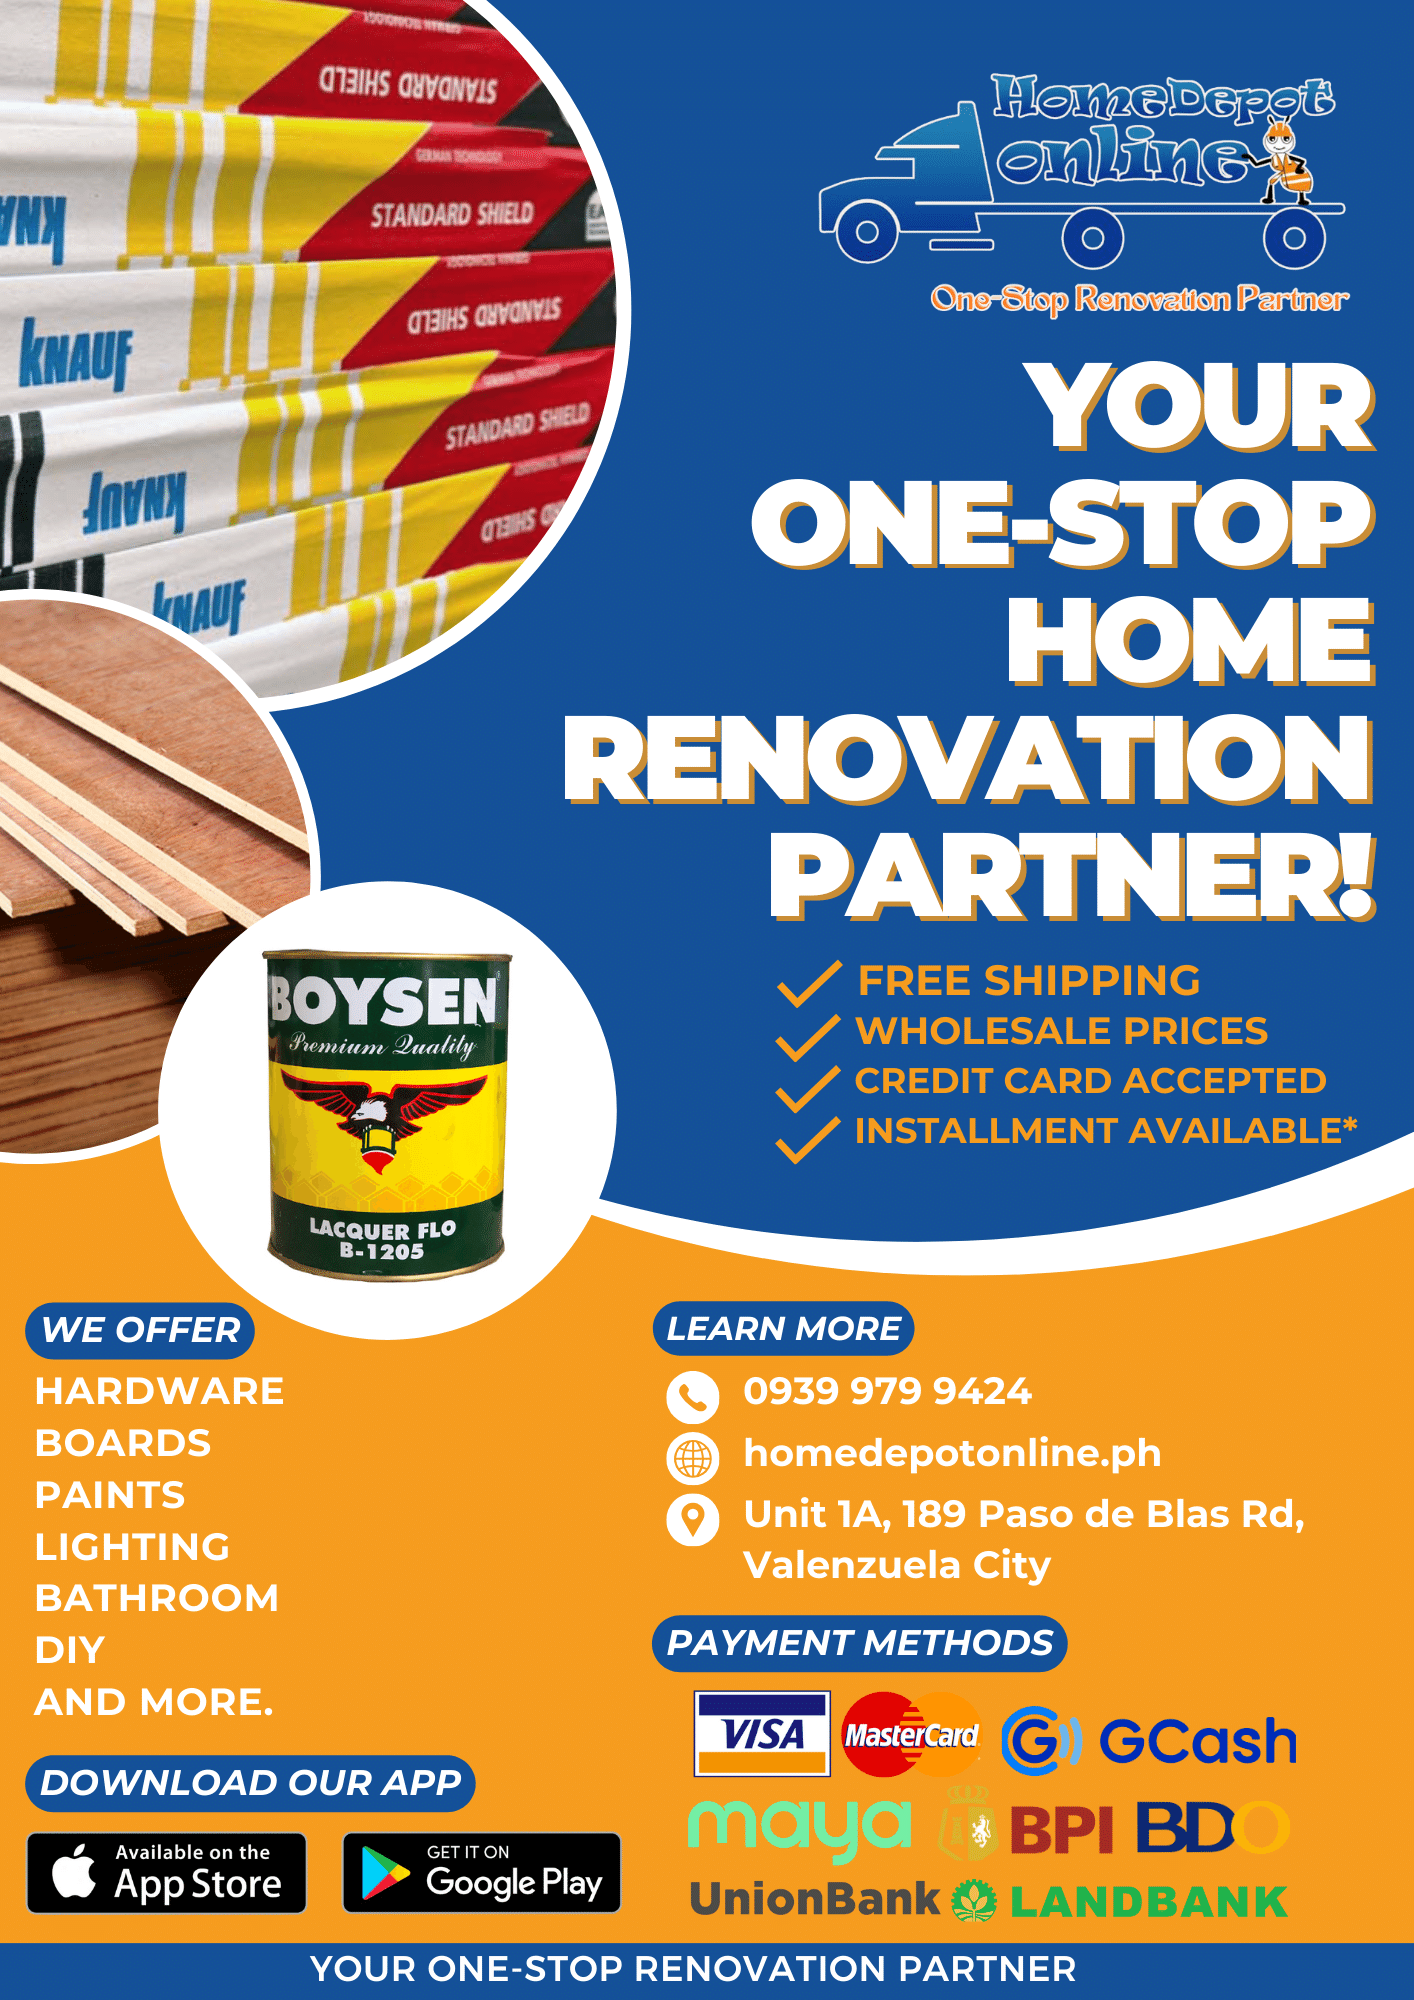 HomeDepot
online
One-Stop Renovation Partner
STANDARD SHIELD
GERMAN TECHNOLOGY
STANDARD SHIELD
STANDARD SHIELD
KNAUF
STANDARD SHIELD
KNAUF
KNAUF
YOUR
ONE-STOP
HOME
RENOVATION
PARTNER!
FREE SHIPPING
WHOLESALE PRICES
CREDIT CARD ACCEPTED
INSTALLMENT AVAILABLE*
BOYSEN
Premium Quality
LACQUER FLO
B-1205
WE OFFER
HARDWARE
BOARDS
PAINTS
LIGHTING
BATHROOM
DIY
AND MORE.
DOWNLOAD OUR APP
Available on the
App Store
GET IT ON
Google Play
LEARN MORE
0939 979 9424
homedepotonline.ph
Unit 1A, 189 Paso de Blas Rd,
Valenzuela City
PAYMENT METHODS
VISA MasterCard GCash
maya BPI BDO
UnionBank LANDBANK
YOUR ONE-STOP RENOVATION PARTNER